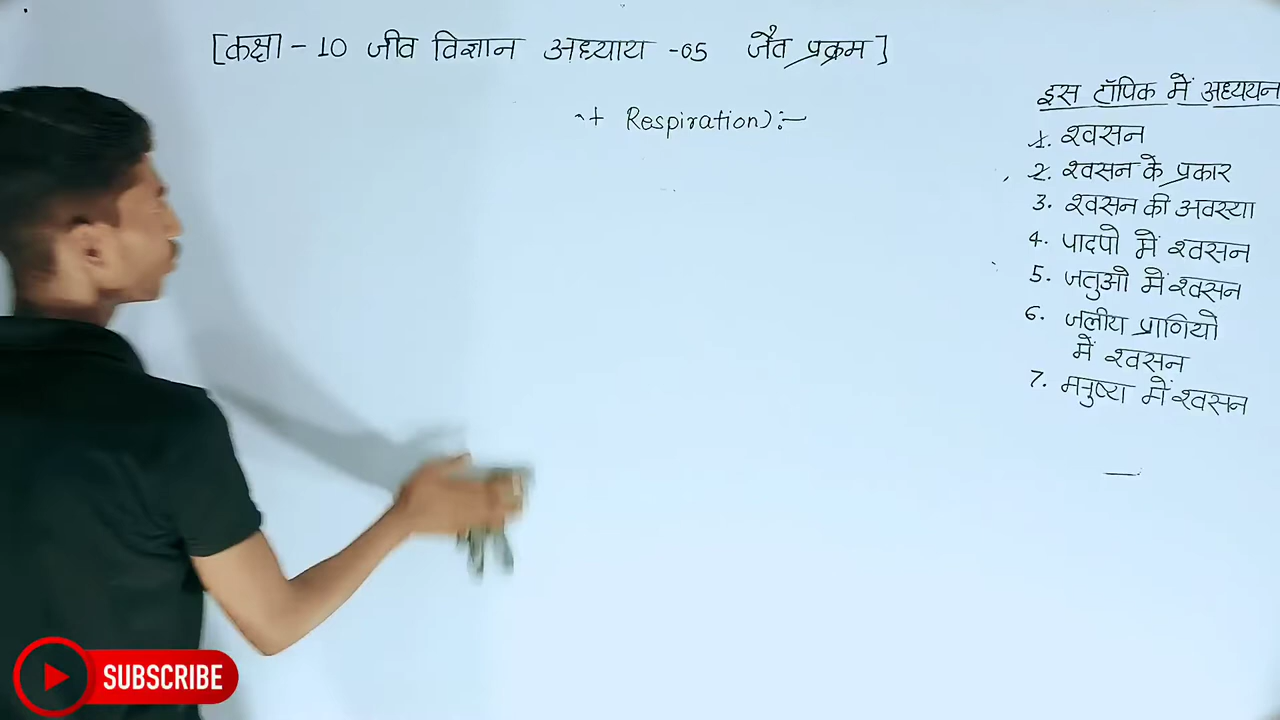 [कक्षा - 10 जीव विज्ञान अध्याय -05 जैव प्रक्रम]
Respiration):-
इस टॉपिक में अध्ययन
1. श्वसन
2. श्वसन के प्रकार
3. श्वसन की अवस्था
4. पादपो में श्वसन
5. जतुओ में श्वसन
6. जलीय प्राणियो
में श्वसन
7. मनुष्य में श्वसन
SUBSCRIBE